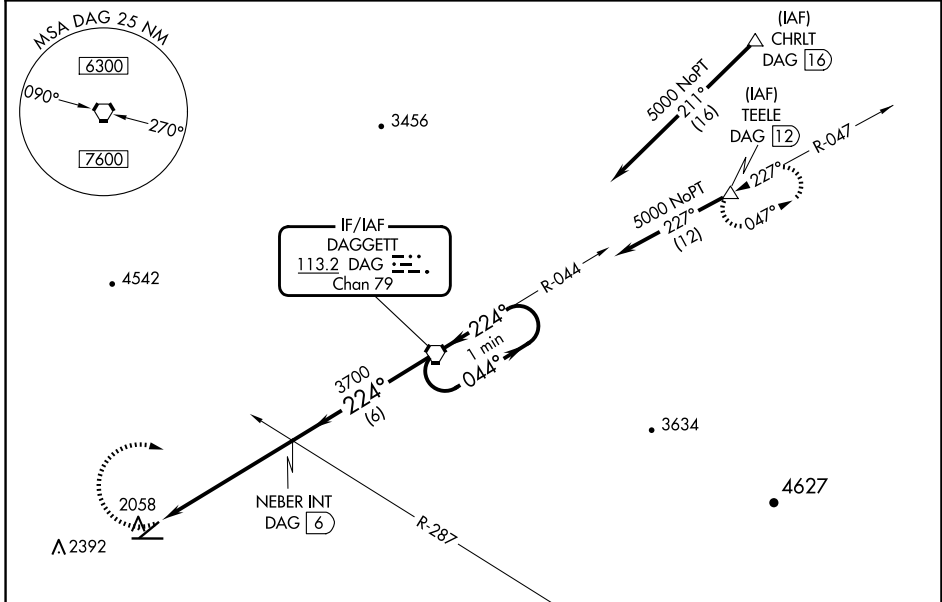 MSA DAG 25 NM
6300
090°
270°
7600
(IAF)
CHRLT
DAG 16
5000 NoPT
211°
(16)
(IAF)
TEELE
DAG 12
R-047
227°
047°
5000 NoPT
227°
(12)
3456
4542
IF/IAF
DAGGETT
113.2 DAG
Chan 79
R-044
224°
1 min
044°
3700
224°
(6)
3634
4627
NEBER INT
DAG 6
R-287
2058
2392